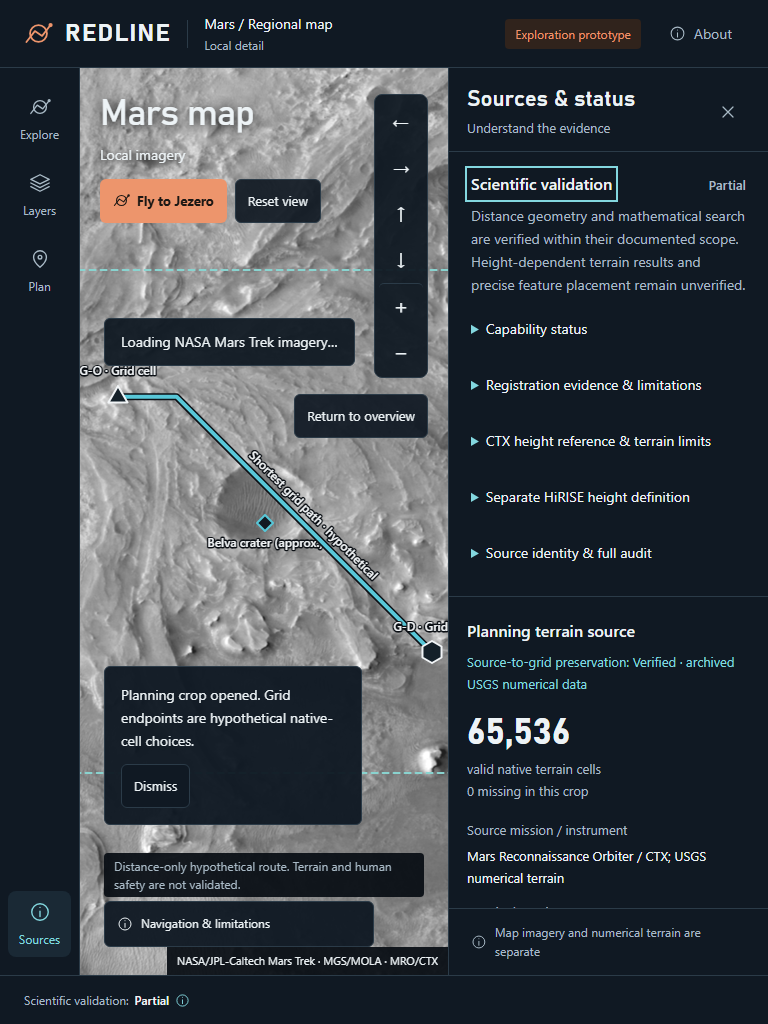 REDLINE
Mars / Regional map
Local detail
Exploration prototype
About
Explore
Layers
Plan
Sources
Mars map
Local imagery
Fly to Jezero
Reset view
←
→
↑
↓
+
−
Loading NASA Mars Trek imagery...
G-O · Grid cell
Return to overview
Shortest grid path · hypothetical
Belva crater (approx.
G-D · Grid
Planning crop opened. Grid
endpoints are hypothetical native-
cell choices.
Dismiss
Distance-only hypothetical route. Terrain and human
safety are not validated.
Navigation & limitations
NASA/JPL-Caltech Mars Trek · MGS/MOLA · MRO/CTX
Sources & status
Understand the evidence
Scientific validation
Partial
Distance geometry and mathematical search
are verified within their documented scope.
Height-dependent terrain results and
precise feature placement remain unverified.
Capability status
Registration evidence & limitations
CTX height reference & terrain limits
Separate HiRISE height definition
Source identity & full audit
Planning terrain source
Source-to-grid preservation: Verified · archived
USGS numerical data
65,536
valid native terrain cells
0 missing in this crop
Source mission / instrument
Mars Reconnaissance Orbiter / CTX; USGS
numerical terrain
Map imagery and numerical terrain are
separate
Scientific validation: Partial